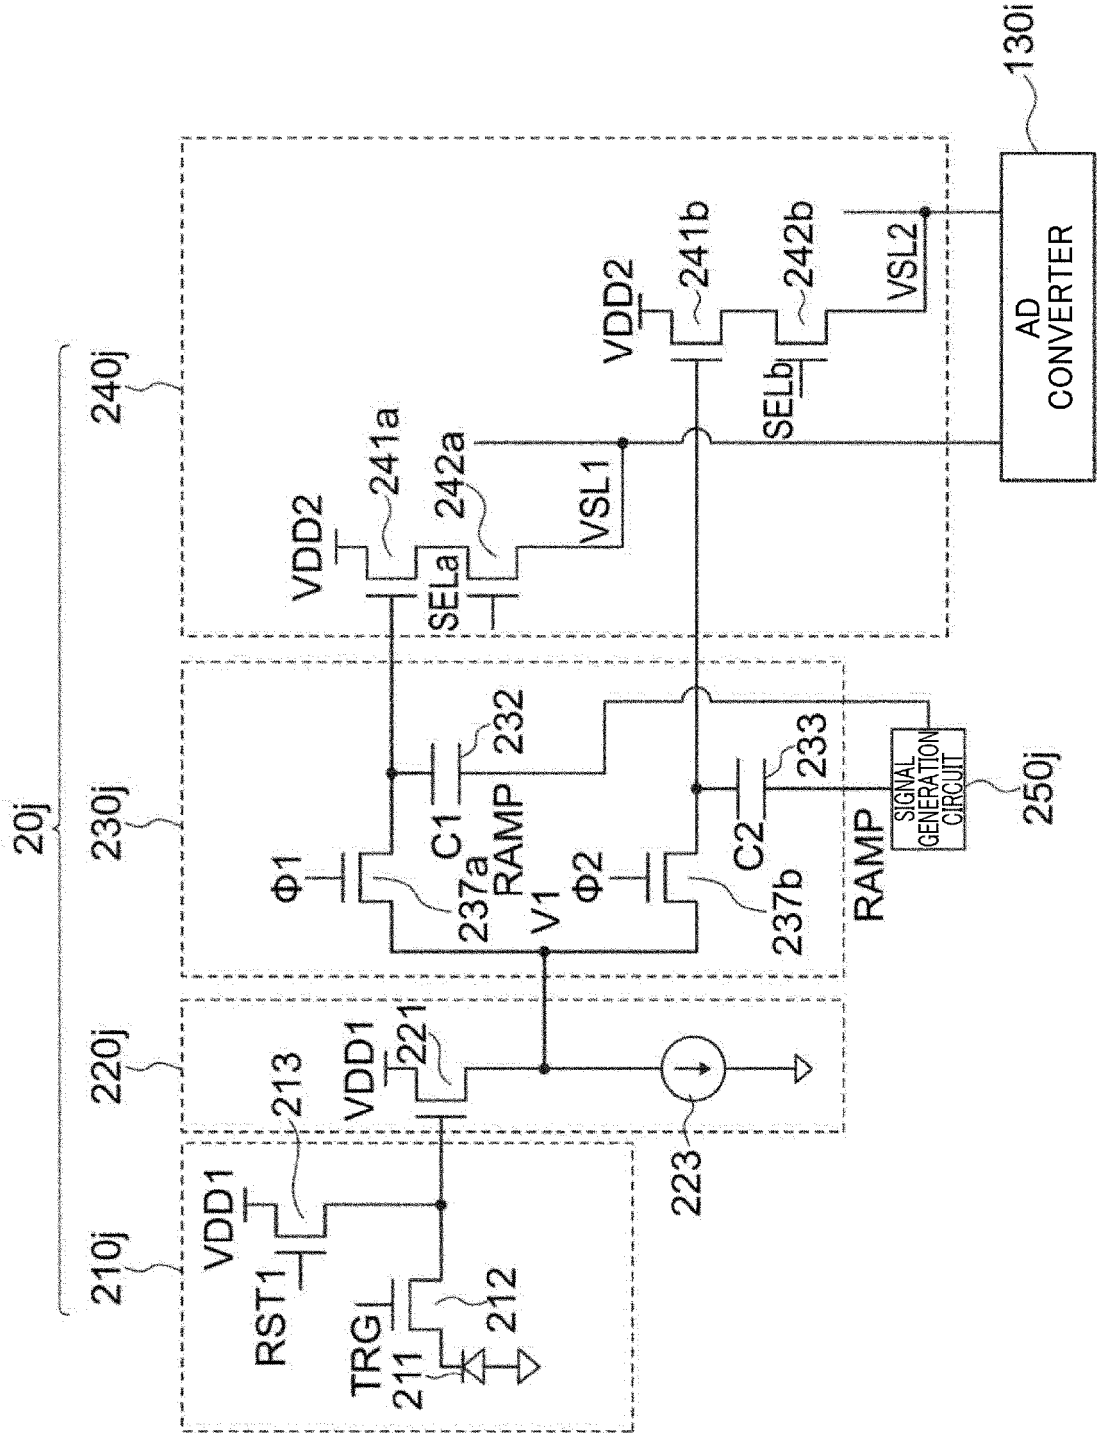 20j
210j
220j
230j
240j
VDD1
213
RST1
TRG
211
212
VDD1
221
223
Φ1
237a
C1
232
RAMP
V1
Φ2
237b
C2
233
RAMP
SIGNAL
GENERATION
CIRCUIT
250j
VDD2
241a
SELa
242a
VSL1
VDD2
241b
SELb
242b
VSL2
AD
CONVERTER
130i